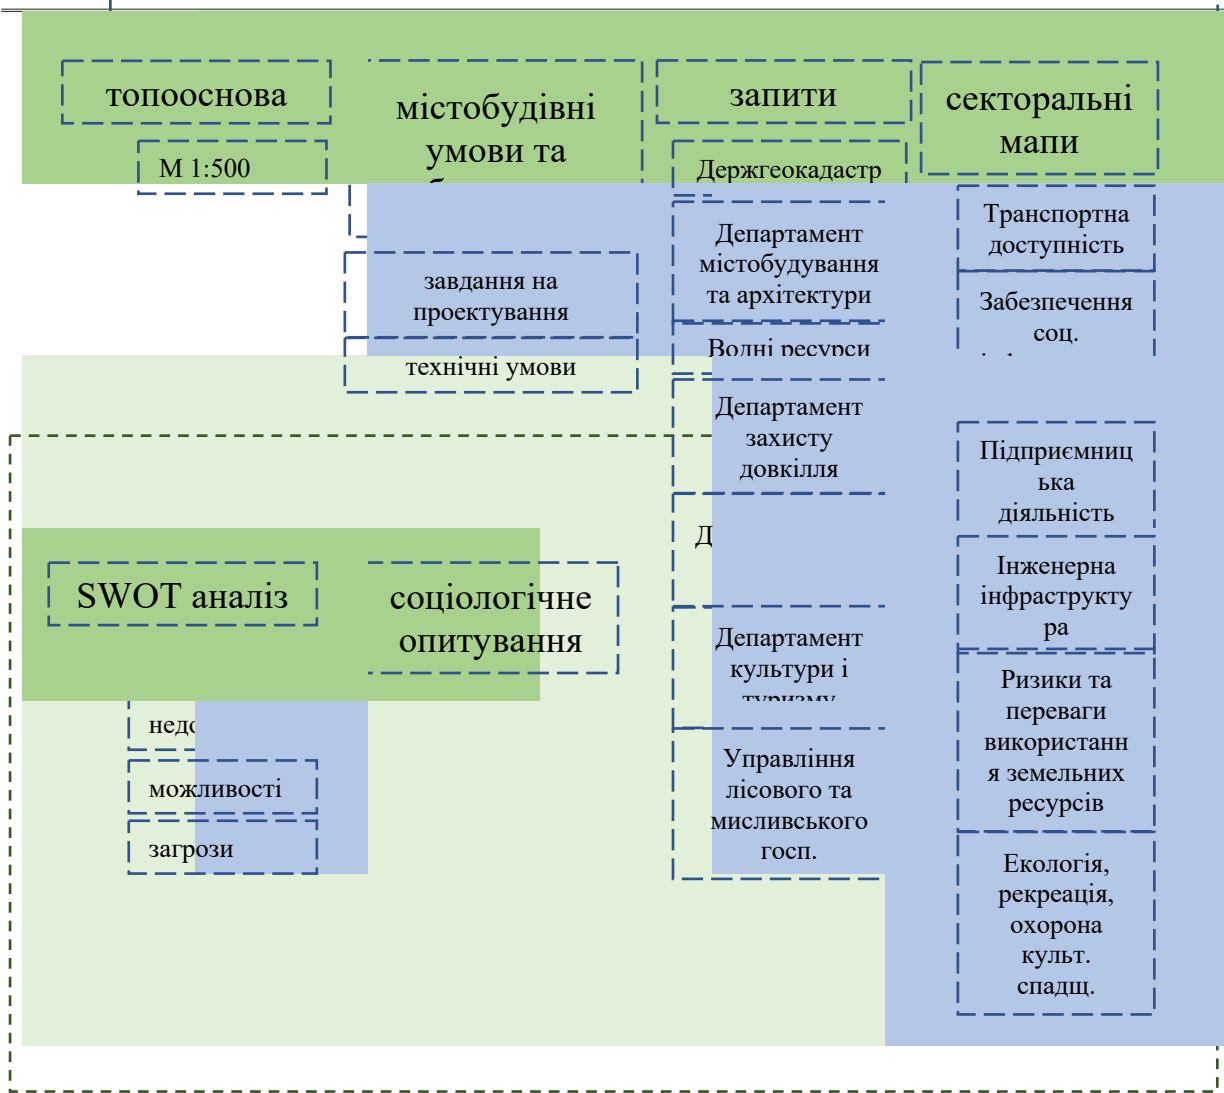 топооснова
М 1:500
містобудівні
умови та
завдання на
проектування
технічні умови
запити
Держгеокадастр
Департамент
містобудування
та архітектури
Водні ресурси
Департамент
захисту
довкілля
Д
Департамент
культури і
туризму
Управління
лісового та
мисливського
госп.
секторальні
мапи
Транспортна
доступність
Забезпечення
соц.
Підприємниц
ька
діяльність
Інженерна
інфраструкту
ра
Ризики та
переваги
використанн
я земельних
ресурсів
Екологія,
рекреація,
охорона
культ.
спадщ.
SWOT аналіз
недо
можливості
загрози
соціологічне
опитування